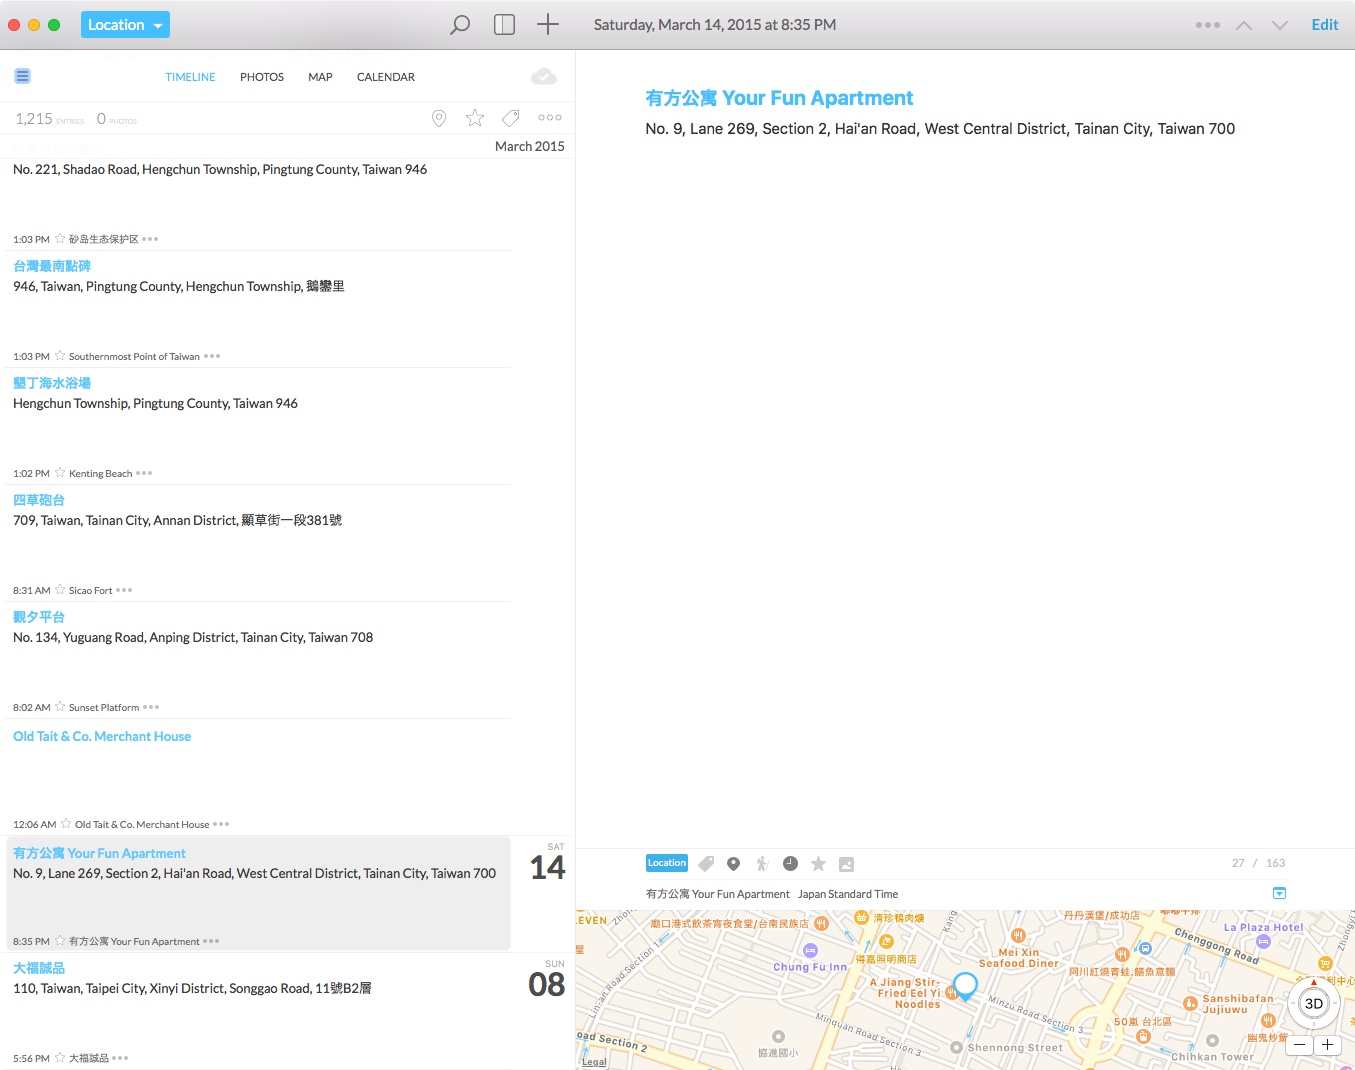 Location
Saturday, March 14, 2015 at 8:35 PM
Edit
TIMELINE
PHOTOS
MAP
CALENDAR
1,215 ENTRIES 0 PHOTOS
March 2015
No. 221, Shadao Road, Hengchun Township, Pingtung County, Taiwan 946
1:03 PM 砂岛生态保护区
台灣最南點碑
946, Taiwan, Pingtung County, Hengchun Township, 鵝鑾里
1:03 PM Southernmost Point of Taiwan
墾丁海水浴場
Hengchun Township, Pingtung County, Taiwan 946
1:02 PM Kenting Beach
四草砲台
709, Taiwan, Tainan City, Annan District, 顯草街一段381號
8:31 AM Sicao Fort
觀夕平台
No. 134, Yuguang Road, Anping District, Tainan City, Taiwan 708
8:02 AM Sunset Platform
Old Tait & Co. Merchant House
12:06 AM Old Tait & Co. Merchant House
有方公寓 Your Fun Apartment
No. 9, Lane 269, Section 2, Hai'an Road, West Central District, Tainan City, Taiwan 700
8:35 PM 有方公寓 Your Fun Apartment
SAT
14
大福誠品
110, Taiwan, Taipei City, Xinyi District, Songgao Road, 11號B2層
5:56 PM 大福誠品
SUN
08
有方公寓 Your Fun Apartment
No. 9, Lane 269, Section 2, Hai'an Road, West Central District, Tainan City, Taiwan 700
Location
27 / 163
有方公寓 Your Fun Apartment Japan Standard Time
EVEN
廟口港式飲茶宵夜食堂/台南民族店
清珍鴨肉焿
丹丹漢堡/成功店
La Plaza Hotel
Chenggong Road
Lin-an Road Section 1
Chung Fu Inn
得嘉照明商店
Mei Xin
Seafood Diner
阿川紅燒青蛙.鱔魚意麵
A Jiang Stir-
Fried Eel Yi
Noodles
Minzu Road Section 3
Sanshibafan
Jiujiuwu
3D
Minquan Road Section 3
50嵐 台北區
oad Section 2
協進國小
Shennong Street
Chihkan Tower
Legal